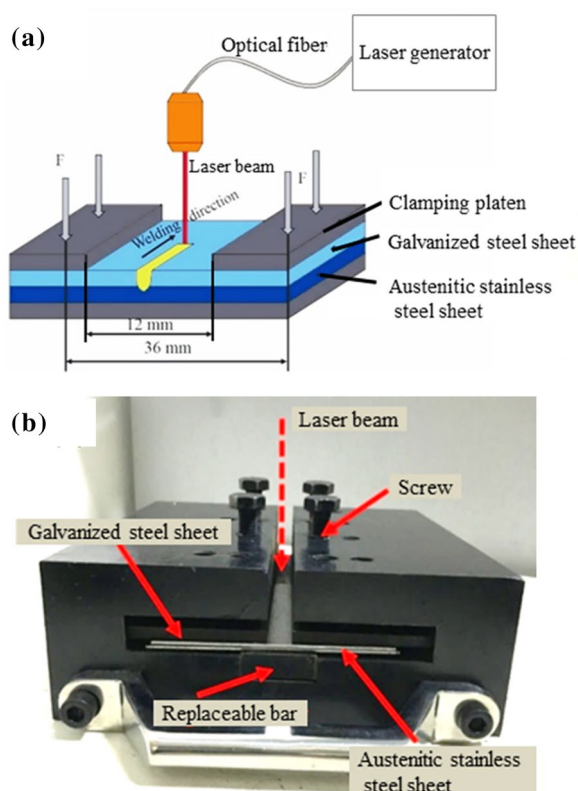 (a)
Optical fiber
Laser generator
F
Laser beam
F
Welding direction
Clamping platen
Galvanized steel sheet
Austenitic stainless
steel sheet
12 mm
36 mm
(b)
Laser beam
Screw
Galvanized steel sheet
Replaceable bar
Austenitic stainless
steel sheet